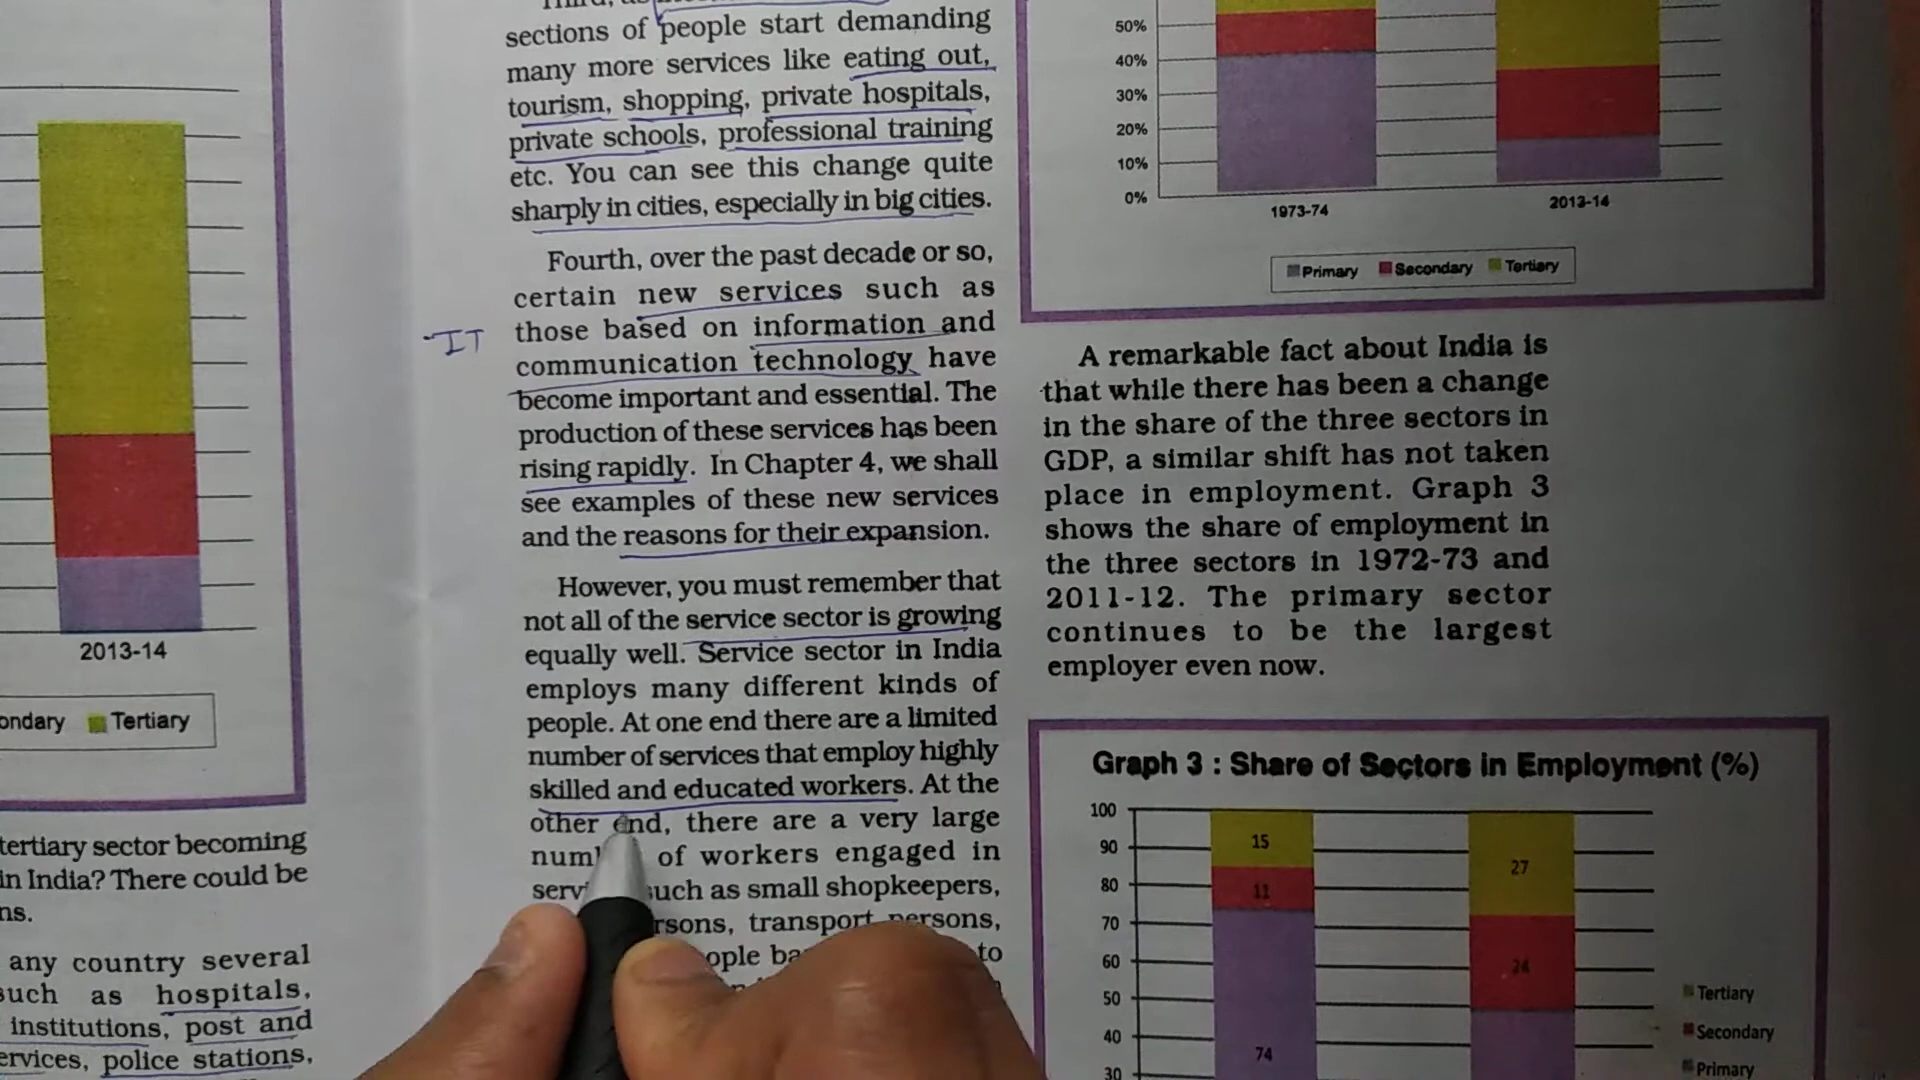 2013-14
ondary Tertiary
tertiary sector becoming
in India? There could be
ns.
any country several
such as hospitals,
institutions, post and
ervices, police stations,
sections of people start demanding
many more services like eating out,
tourism, shopping, private hospitals,
private schools, professional training
etc. You can see this change quite
sharply in cities, especially in big cities.
Fourth, over the past decade or so,
certain new services such as
-IT
those based on information and
communication technology have
become important and essential. The
production of these services has been
rising rapidly. In Chapter 4, we shall
see examples of these new services
and the reasons for their expansion.
However, you must remember that
not all of the service sector is growing
equally well. Service sector in India
employs many different kinds of
people. At one end there are a limited
number of services that employ highly
skilled and educated workers. At the
other end, there are a very large
num of workers engaged in
serv such as small shopkeepers,
rsons, transport persons,
ople ba to
50%
40%
30%
20%
10%
0%
1973-74 2013-14
Primary Secondary Tertiary
A remarkable fact about India is
that while there has been a change
in the share of the three sectors in
GDP, a similar shift has not taken
place in employment. Graph 3
shows the share of employment in
the three sectors in 1972-73 and
2011-12. The primary sector
continues to be the largest
employer even now.
Graph 3 : Share of Sectors in Employment (%)
100
90
80
70
60
50
40
30
15
11
74
27
24
Tertiary
Secondary
Primary